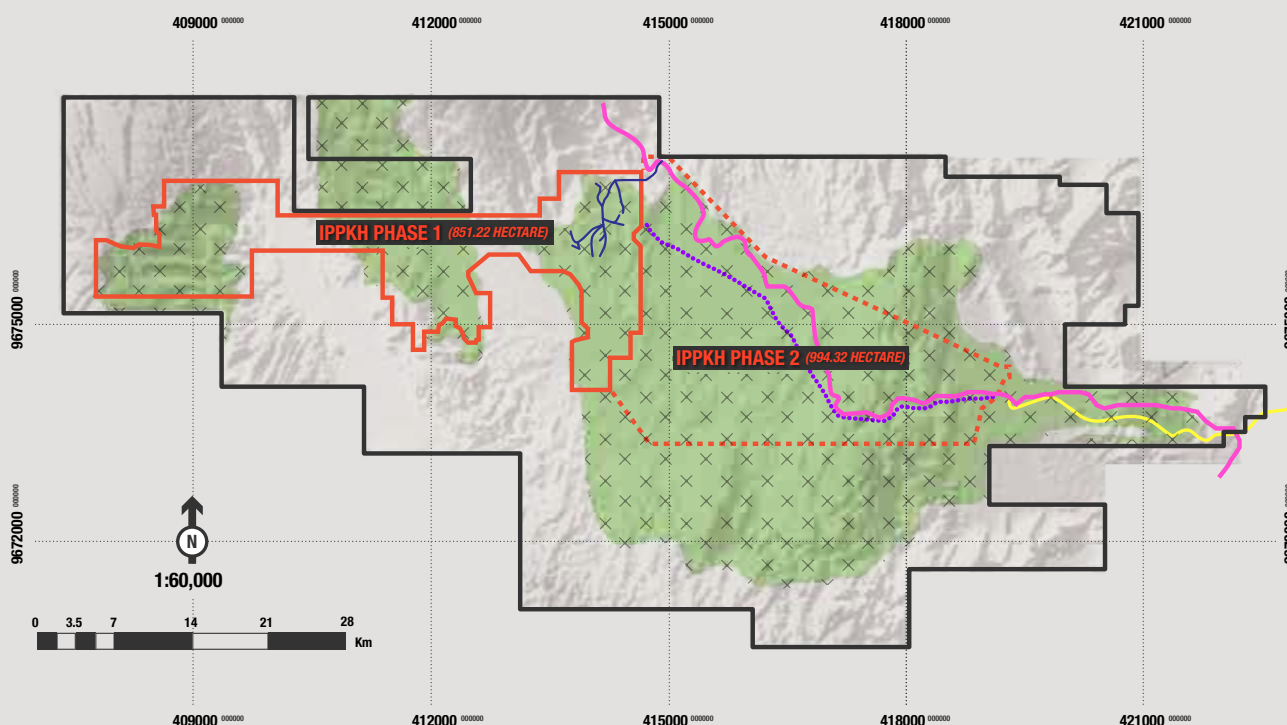 409000 000000 412000 000000 415000 000000 418000 000000 421000 000000
IPPKH PHASE 1 (851.22 HECTARE)
9675000 000000
IPPKH PHASE 2 (994.32 HECTARE)
9672000 000000
N
1:60,000
0 3.5 7 14 21 28
Km
409000 000000 412000 000000 415000 000000 418000 000000 421000 000000